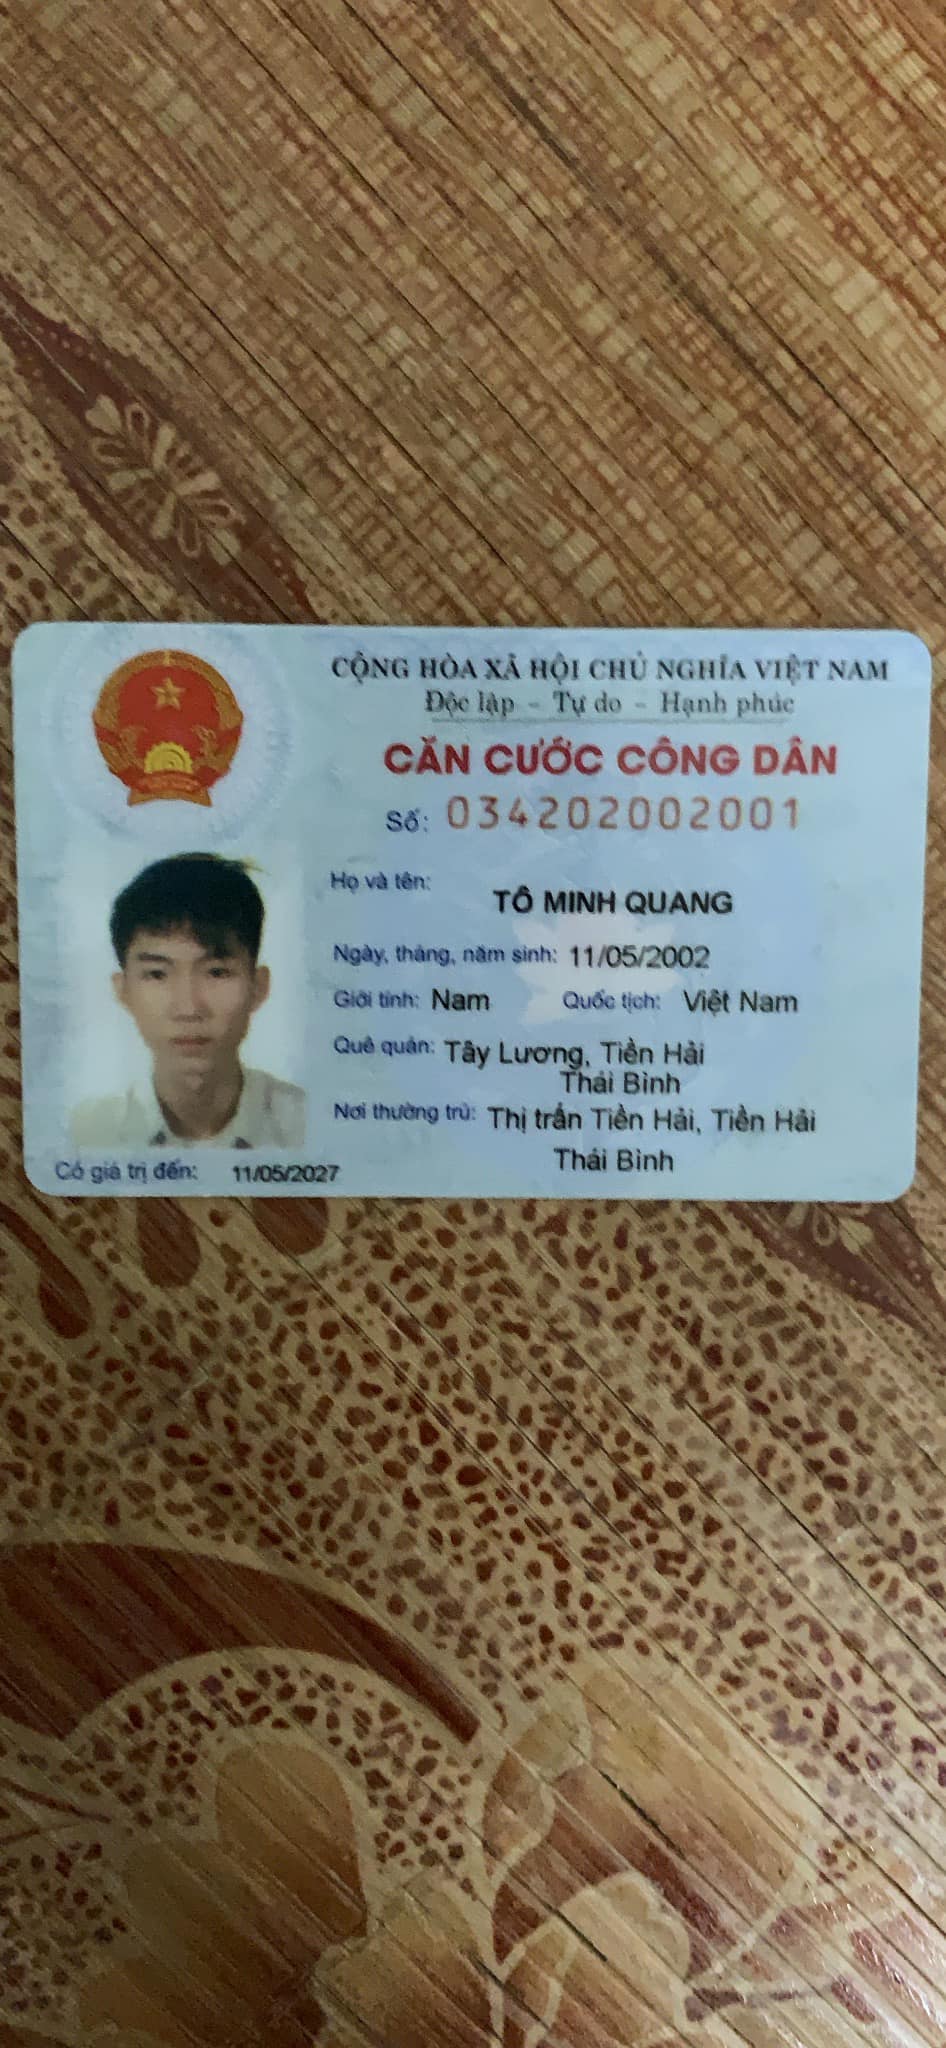 CỘNG HÒA XÃ HỘI CHỦ NGHĨA VIỆT NAM
Độc lập - Tự do - Hạnh phúc
CĂN CƯỚC CÔNG DÂN
Số: 034202002001
Họ và tên:
TÔ MINH QUANG
Ngày, tháng, năm sinh: 11/05/2002
Giới tính: Nam Quốc tịch: Việt Nam
Quê quán: Tây Lương, Tiền Hải
Thái Bình
Nơi thường trú: Thị trấn Tiền Hải, Tiền Hải
Thái Bình
Có giá trị đến: 11/05/2027